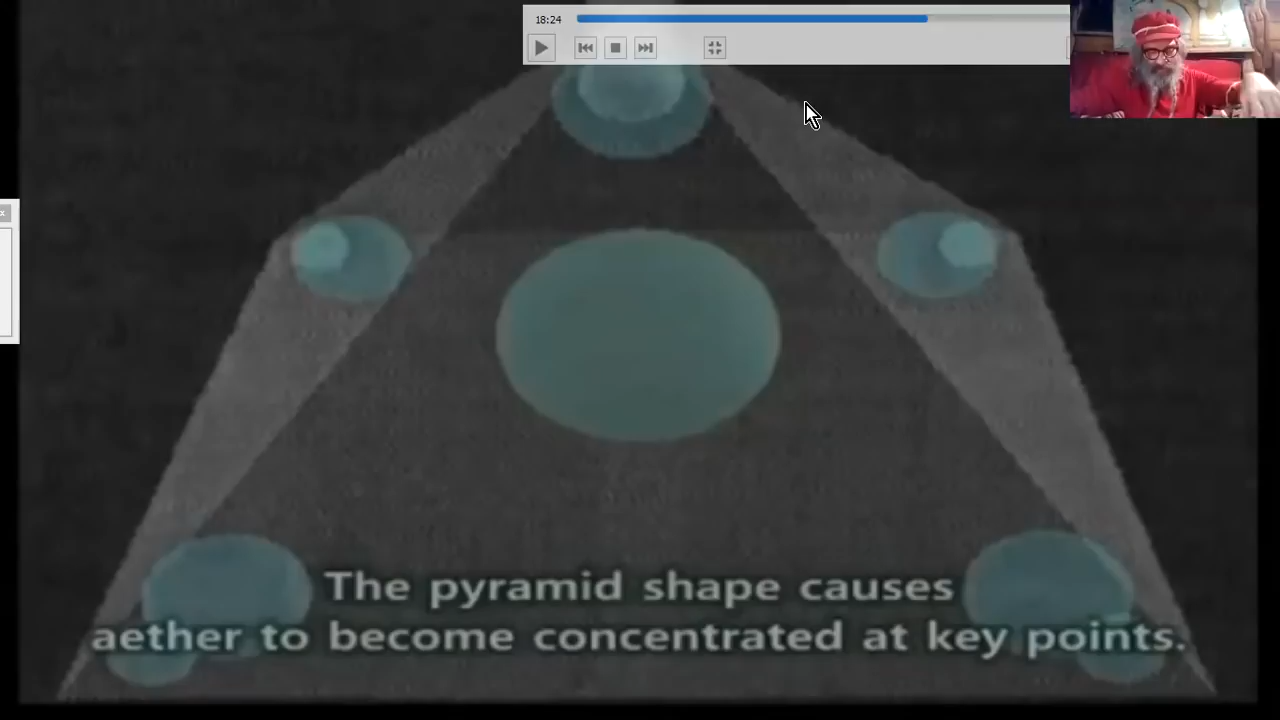 18:24
x
The pyramid shape causes
aether to become concentrated at key points.